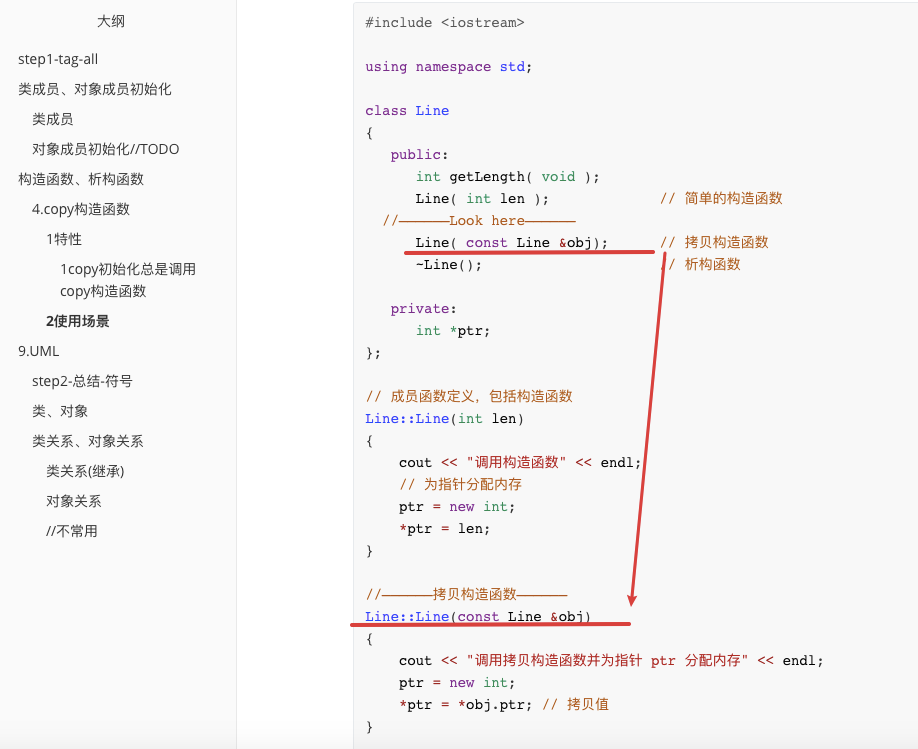 大纲
step1-tag-all
类成员、对象成员初始化
类成员
对象成员初始化//TODO
构造函数、析构函数
4.copy构造函数
1特性
1copy初始化总是调用
copy构造函数
2使用场景
9.UML
step2-总结-符号
类、对象
类关系、对象关系
类关系(继承)
对象关系
//不常用
#include <iostream>
using namespace std;
class Line
{
public:
int getLength( void );
Line( int len ); // 简单的构造函数
//——————Look here——————
Line( const Line &obj); // 拷贝构造函数
~Line(); // 析构函数
private:
int *ptr;
};
// 成员函数定义，包括构造函数
Line::Line(int len)
{
cout << "调用构造函数" << endl;
// 为指针分配内存
ptr = new int;
*ptr = len;
}
//——————拷贝构造函数——————
Line::Line(const Line &obj)
{
cout << "调用拷贝构造函数并为指针 ptr 分配内存" << endl;
ptr = new int;
*ptr = *obj.ptr; // 拷贝值
}